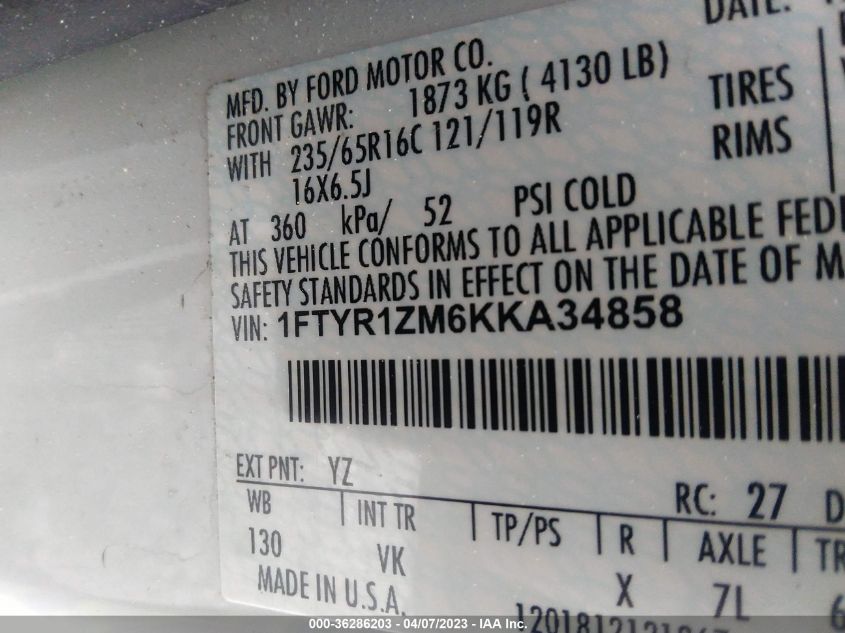 DATE:
MFD. BY FORD MOTOR CO.
FRONT GAWR: 1873 KG ( 4130 LB)
WITH 235/65R16C 121/119R TIRES
16X6.5J RIMS
AT 360 kPa/ 52 PSI COLD
THIS VEHICLE CONFORMS TO ALL APPLICABLE FEDE
SAFETY STANDARDS IN EFFECT ON THE DATE OF M
VIN: 1FTYR1ZM6KKA34858
EXT PNT: YZ RC: 27 D
WB INT TR TP/PS R AXLE TR
130 VK X 7L 6
MADE IN U.S.A.
000-36286203 - 04/07/2023 - IAA Inc.